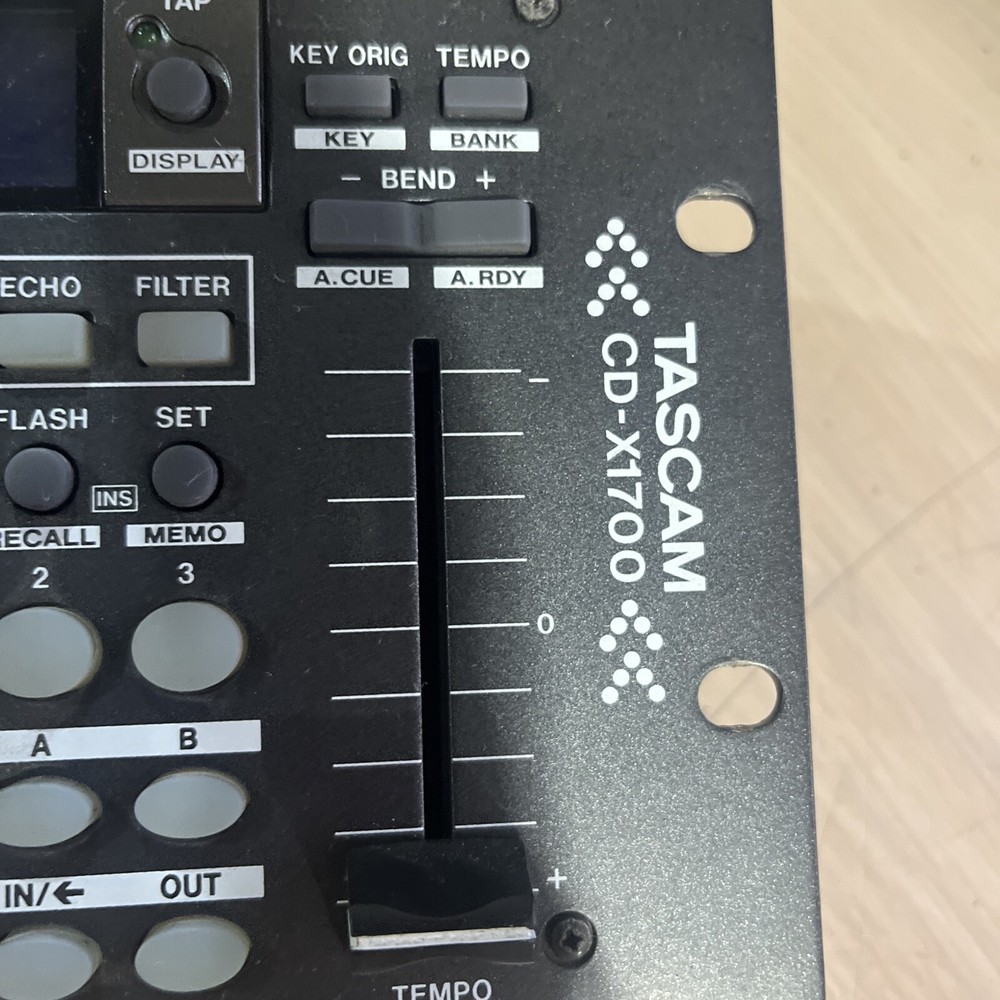 TAP
DISPLAY
KEY ORIG TEMPO
KEY BANK
− BEND +
A.CUE A.RDY
ECHO FILTER
FLASH SET
INS
RECALL MEMO
2 3
A B
IN/← OUT
−
0
+
TEMPO
TASCAM
CD-X1700